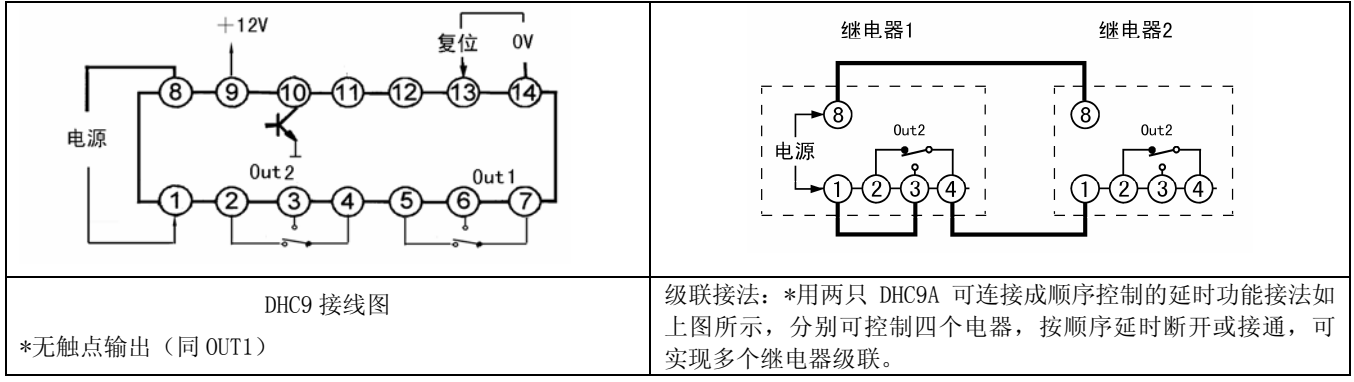 ＋12V
复位 0V
⑧ ⑨ ⑩ ⑪ ⑫ ⑬ ⑭
电源
Out2 Out1
① ② ③ ④ ⑤ ⑥ ⑦
DHC9 接线图
*无触点输出（同 OUT1）
继电器1 继电器2
⑧ ⑧
Out2 Out2
电源
① ② ③ ④ ① ② ③ ④
级联接法：*用两只 DHC9A 可连接成顺序控制的延时功能接法如
上图所示，分别可控制四个电器，按顺序延时断开或接通，可
实现多个继电器级联。